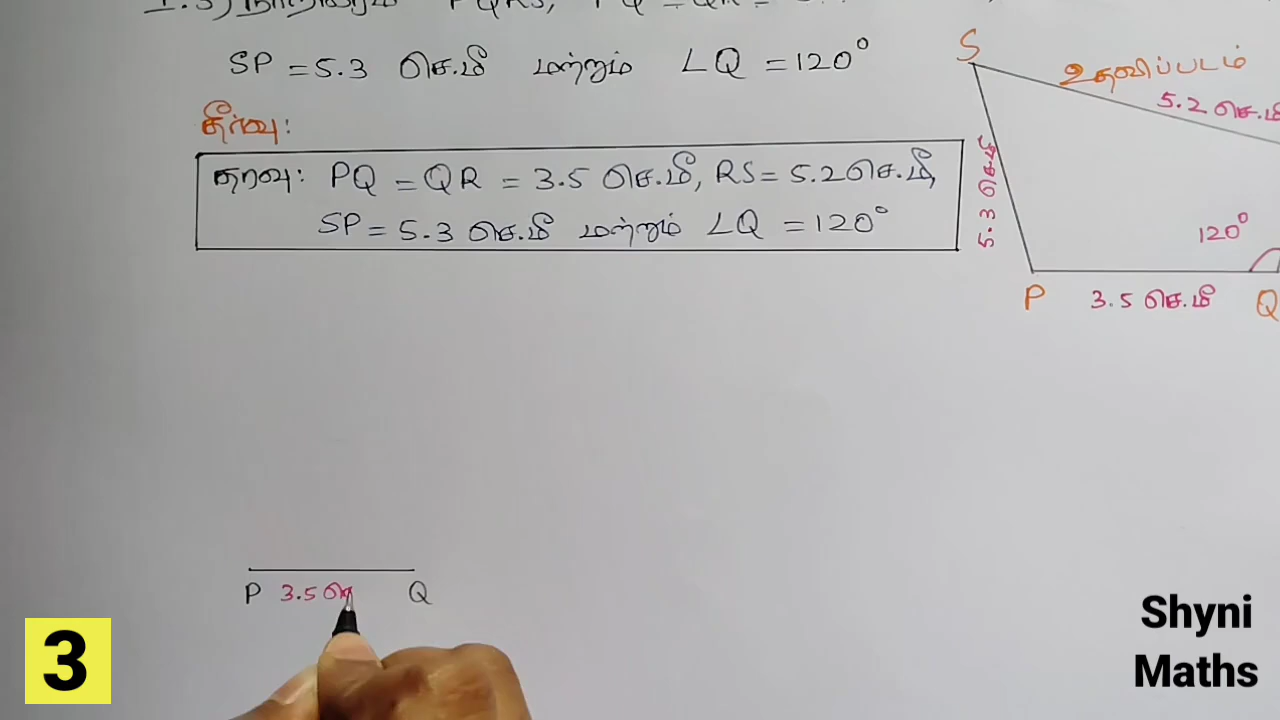 SP = 5.3 செ.மீ மற்றும் ∠Q = 120°
தீர்வு:
தரவு: PQ = QR = 3.5 செ.மீ, RS = 5.2 செ.மீ,
SP = 5.3 செ.மீ மற்றும் ∠Q = 120°
S
உதவிப்படம்
5.2 செ.மீ
5.3 செ.மீ
120°
P 3.5 செ.மீ Q
P 3.5 செ Q
3
Shyni
Maths